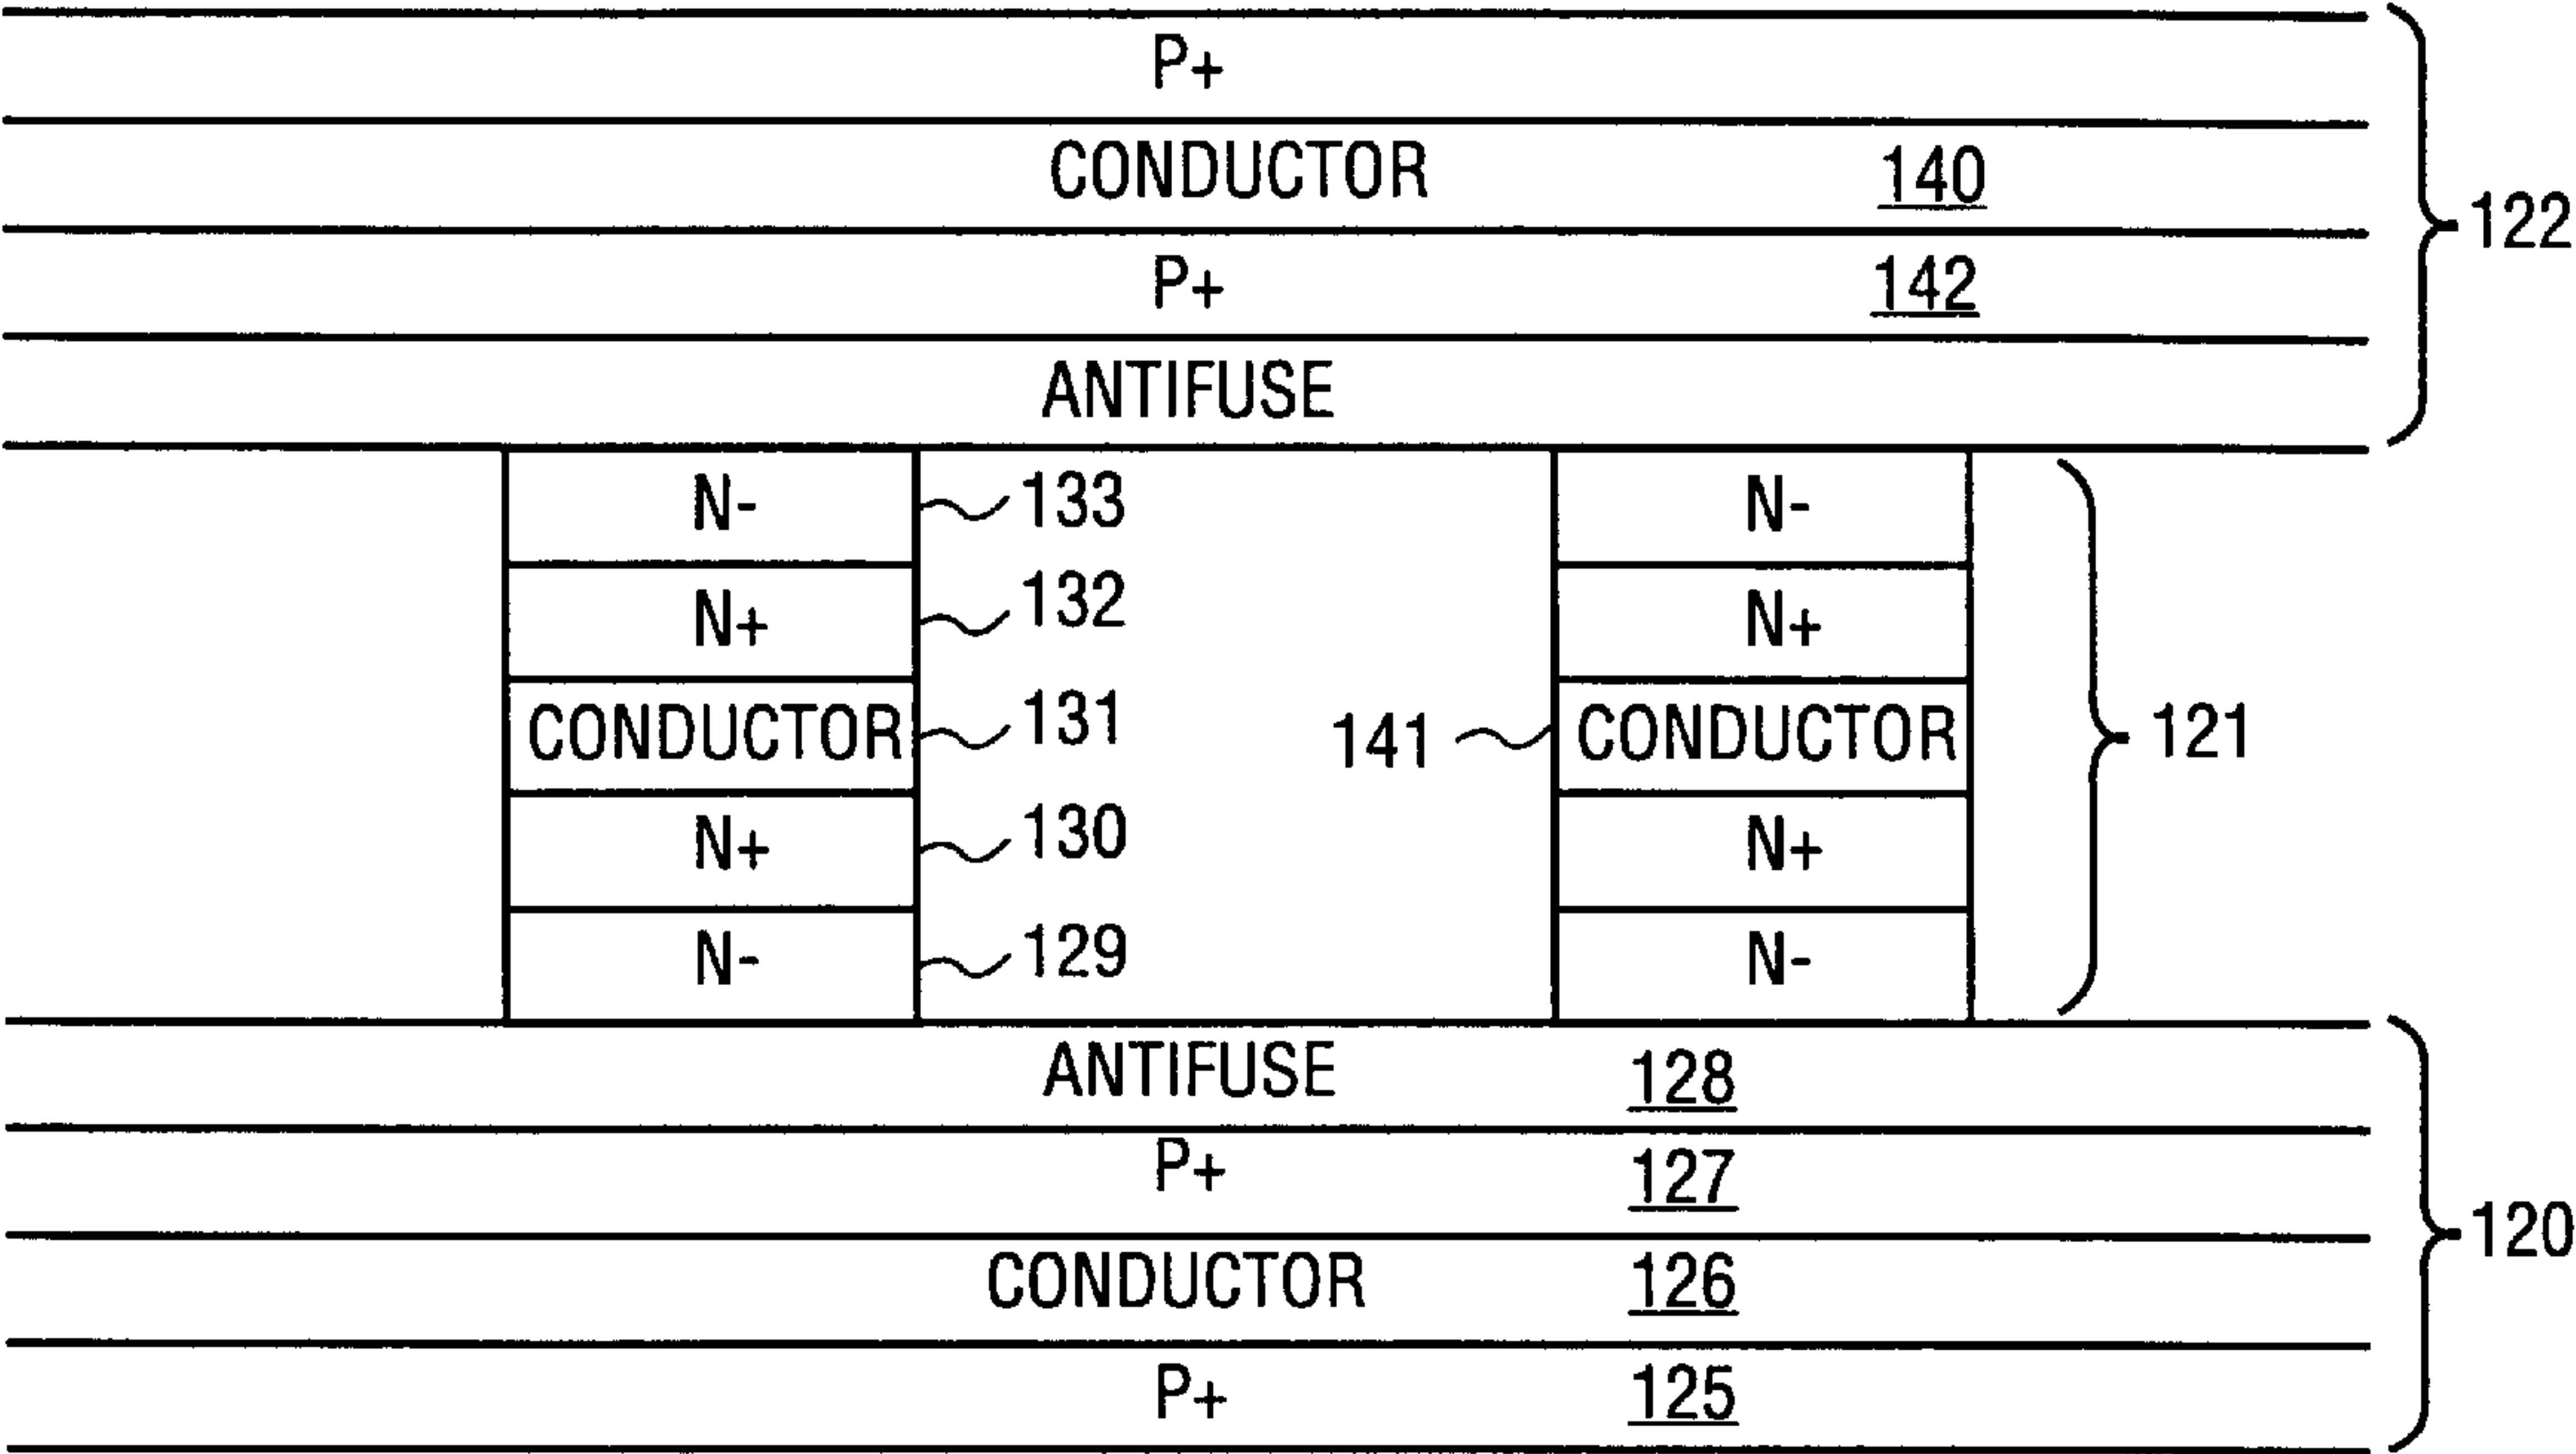 P+
CONDUCTOR 140
122
P+ 142
ANTIFUSE
N- 133 N-
N+ 132 N+
CONDUCTOR 131 141 CONDUCTOR 121
N+ 130 N+
N- 129 N-
ANTIFUSE 128
P+ 127
120
CONDUCTOR 126
P+ 125